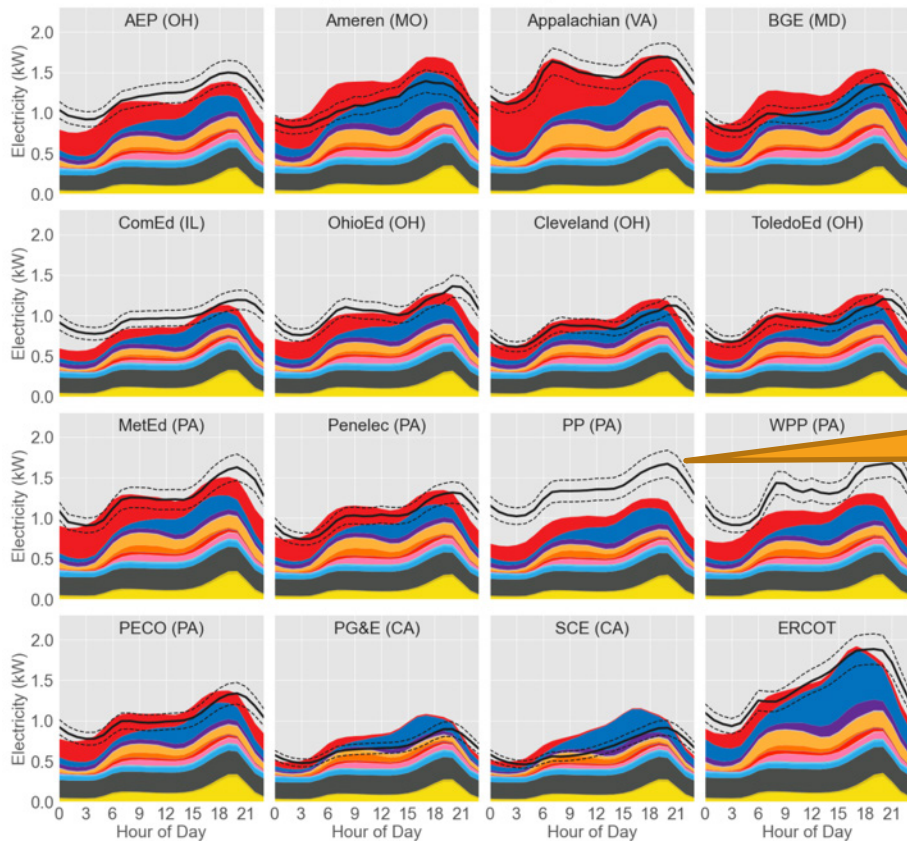 AEP (OH) Ameren (MO) Appalachian (VA) BGE (MD)
Electricity (kW)
2.0
1.5
1.0
0.5
0.0
ComEd (IL) OhioEd (OH) Cleveland (OH) ToledoEd (OH)
Electricity (kW)
2.0
1.5
1.0
0.5
0.0
MetEd (PA) Penelec (PA) PP (PA) WPP (PA)
Electricity (kW)
2.0
1.5
1.0
0.5
0.0
PECO (PA) PG&E (CA) SCE (CA) ERCOT
Electricity (kW)
2.0
1.5
1.0
0.5
0.0
0 3 6 9 12 15 18 21 0 3 6 9 12 15 18 21 0 3 6 9 12 15 18 21 0 3 6 9 12 15 18 21
Hour of Day Hour of Day Hour of Day Hour of Day